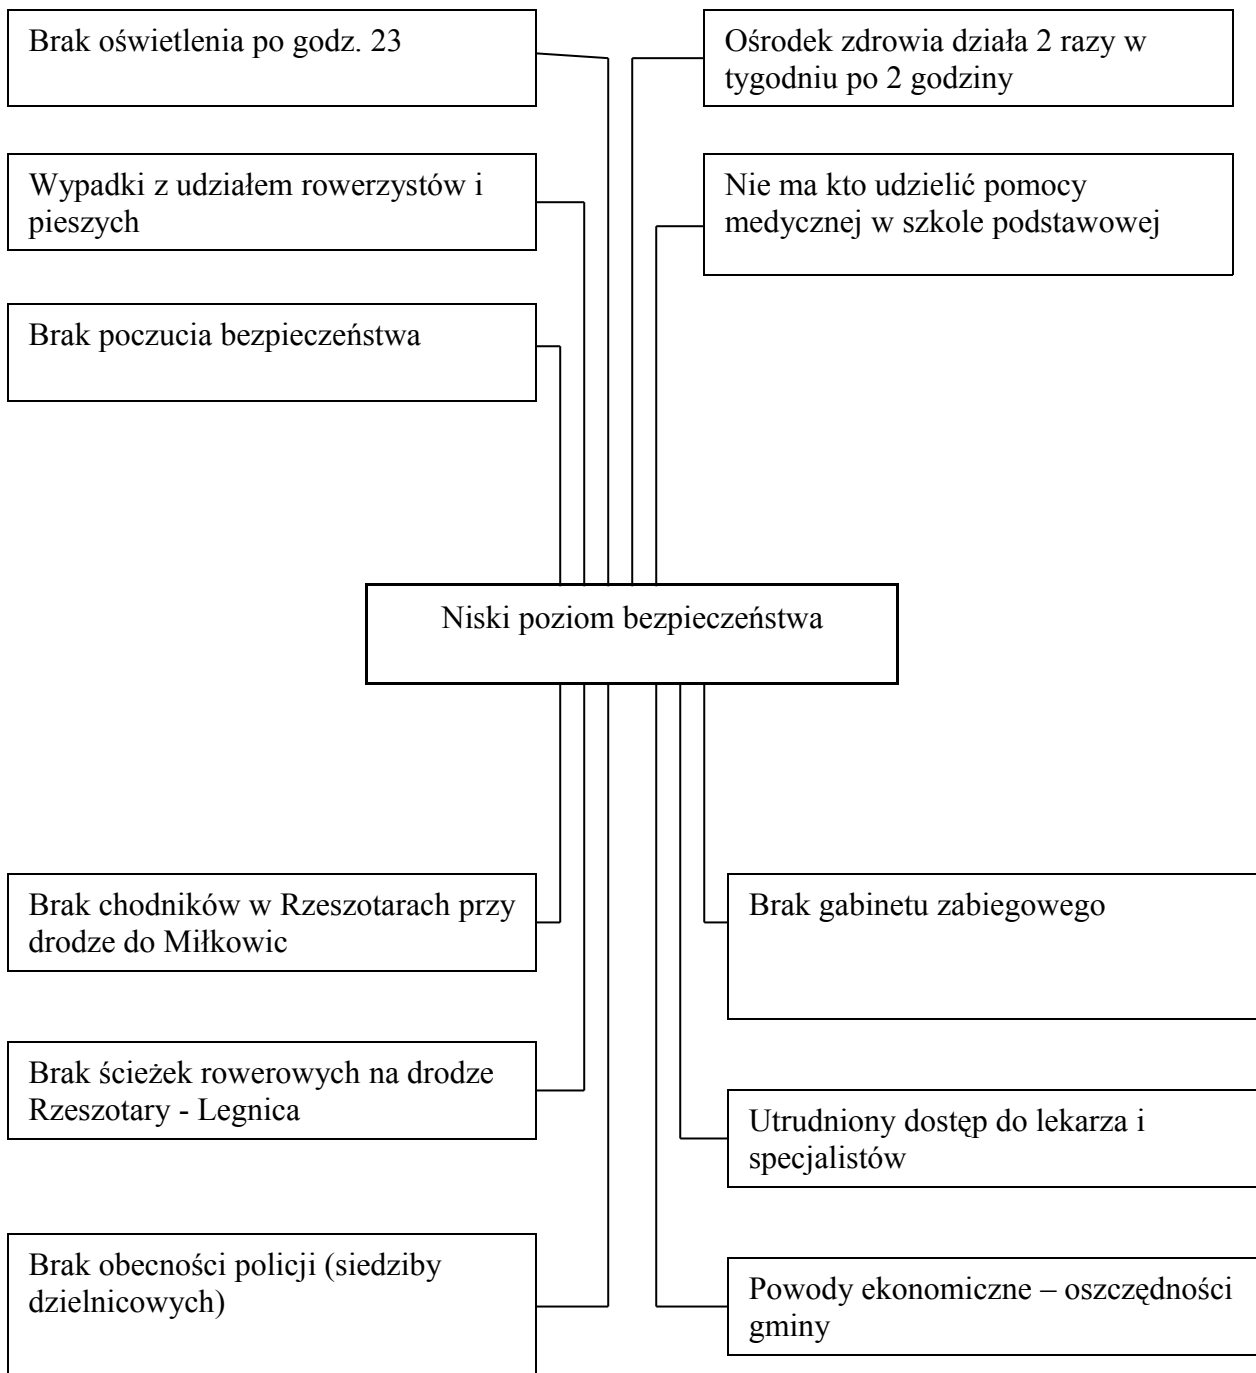 Brak oświetlenia po godz. 23
Ośrodek zdrowia działa 2 razy w
tygodniu po 2 godziny
Wypadki z udziałem rowerzystów i
pieszych
Nie ma kto udzielić pomocy
medycznej w szkole podstawowej
Brak poczucia bezpieczeństwa
Niski poziom bezpieczeństwa
Brak chodników w Rzeszotarach przy
drodze do Miłkowic
Brak gabinetu zabiegowego
Brak ścieżek rowerowych na drodze
Rzeszotary - Legnica
Utrudniony dostęp do lekarza i
specjalistów
Brak obecności policji (siedziby
dzielnicowych)
Powody ekonomiczne – oszczędności
gminy